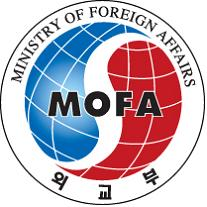 MINISTRY OF FOREIGN AFFAIRS
MOFA
외교부